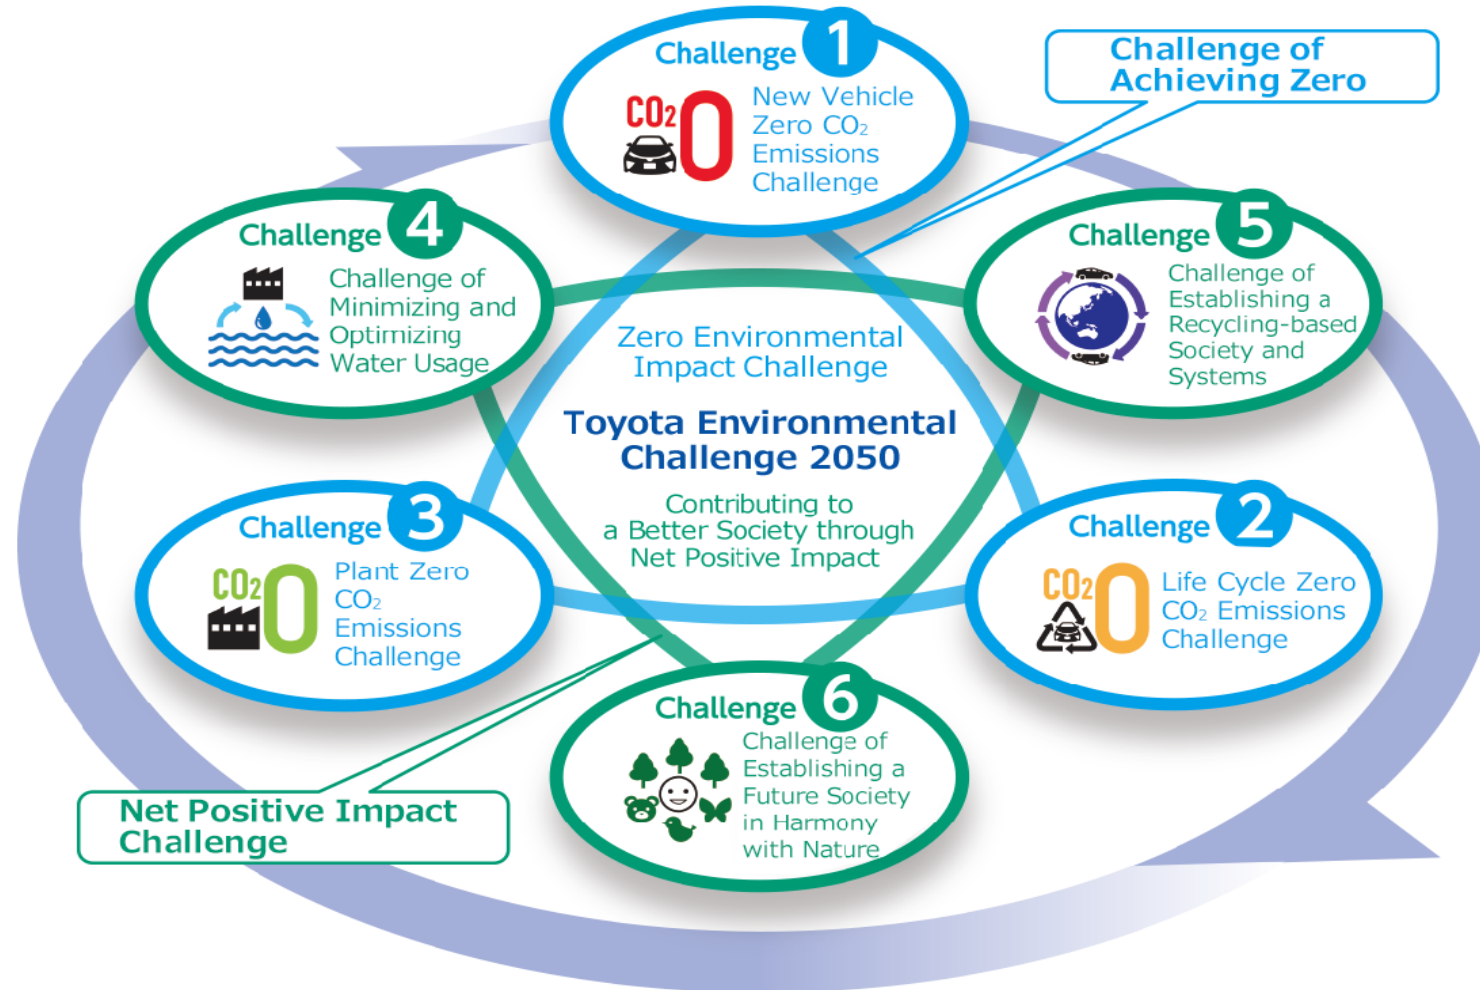 Challenge 1
CO₂ 0
New Vehicle
Zero CO₂
Emissions
Challenge
Challenge of
Achieving Zero
Challenge 4
Challenge of
Minimizing and
Optimizing
Water Usage
Challenge 5
Challenge of
Establishing a
Recycling-based
Society and
Systems
Zero Environmental
Impact Challenge
Toyota Environmental
Challenge 2050
Contributing to
a Better Society through
Net Positive Impact
Challenge 3
CO₂ 0
Plant Zero
CO₂
Emissions
Challenge
Challenge 2
CO₂ 0
Life Cycle Zero
CO₂ Emissions
Challenge
Challenge 6
Challenge of
Establishing a
Future Society
in Harmony
with Nature
Net Positive Impact
Challenge